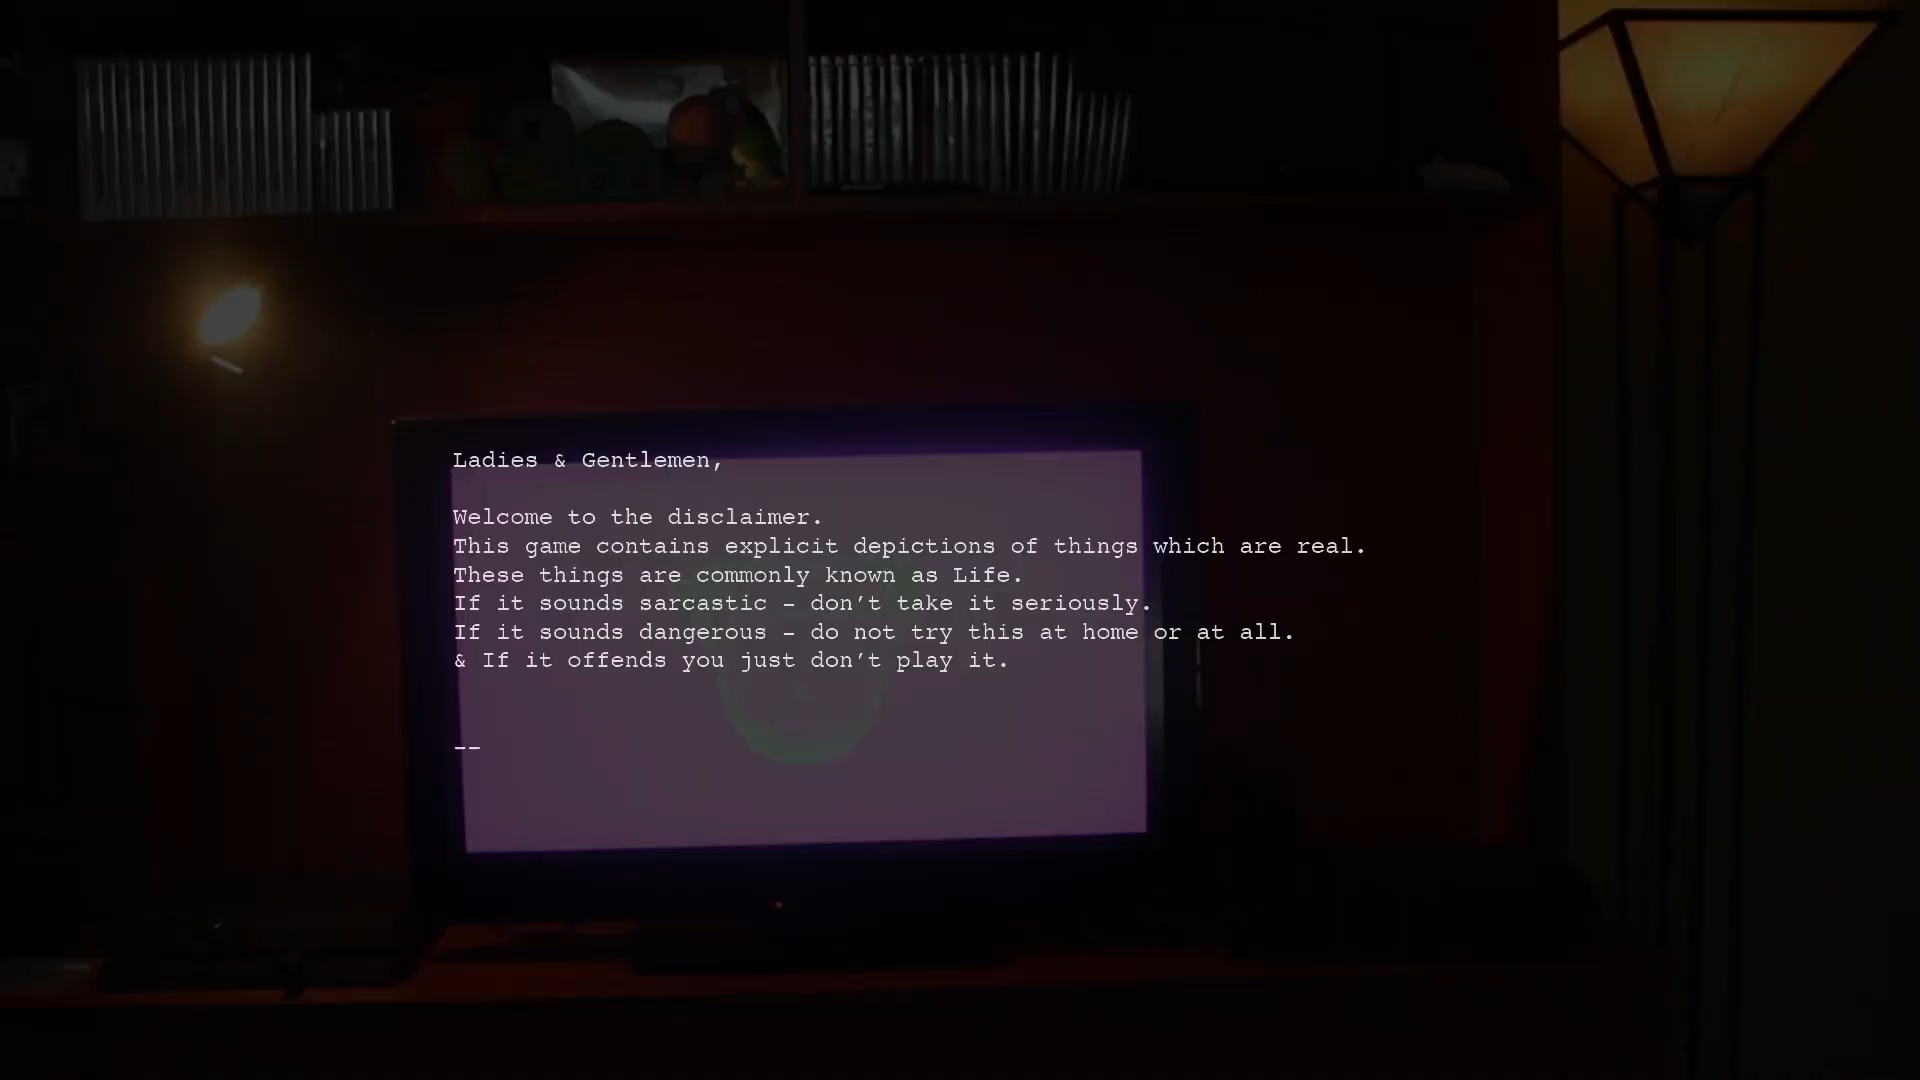 Ladies & Gentlemen,
Welcome to the disclaimer.
This game contains explicit depictions of things which are real.
These things are commonly known as Life.
If it sounds sarcastic - don't take it seriously.
If it sounds dangerous - do not try this at home or at all.
& If it offends you just don't play it.
--